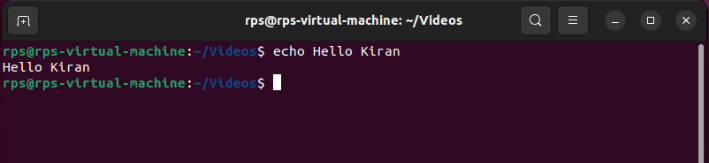 rps@rps-virtual-machine: ~/Videos
rps@rps-virtual-machine:~/Videos$ echo Hello Kiran
Hello Kiran
rps@rps-virtual-machine:~/Videos$